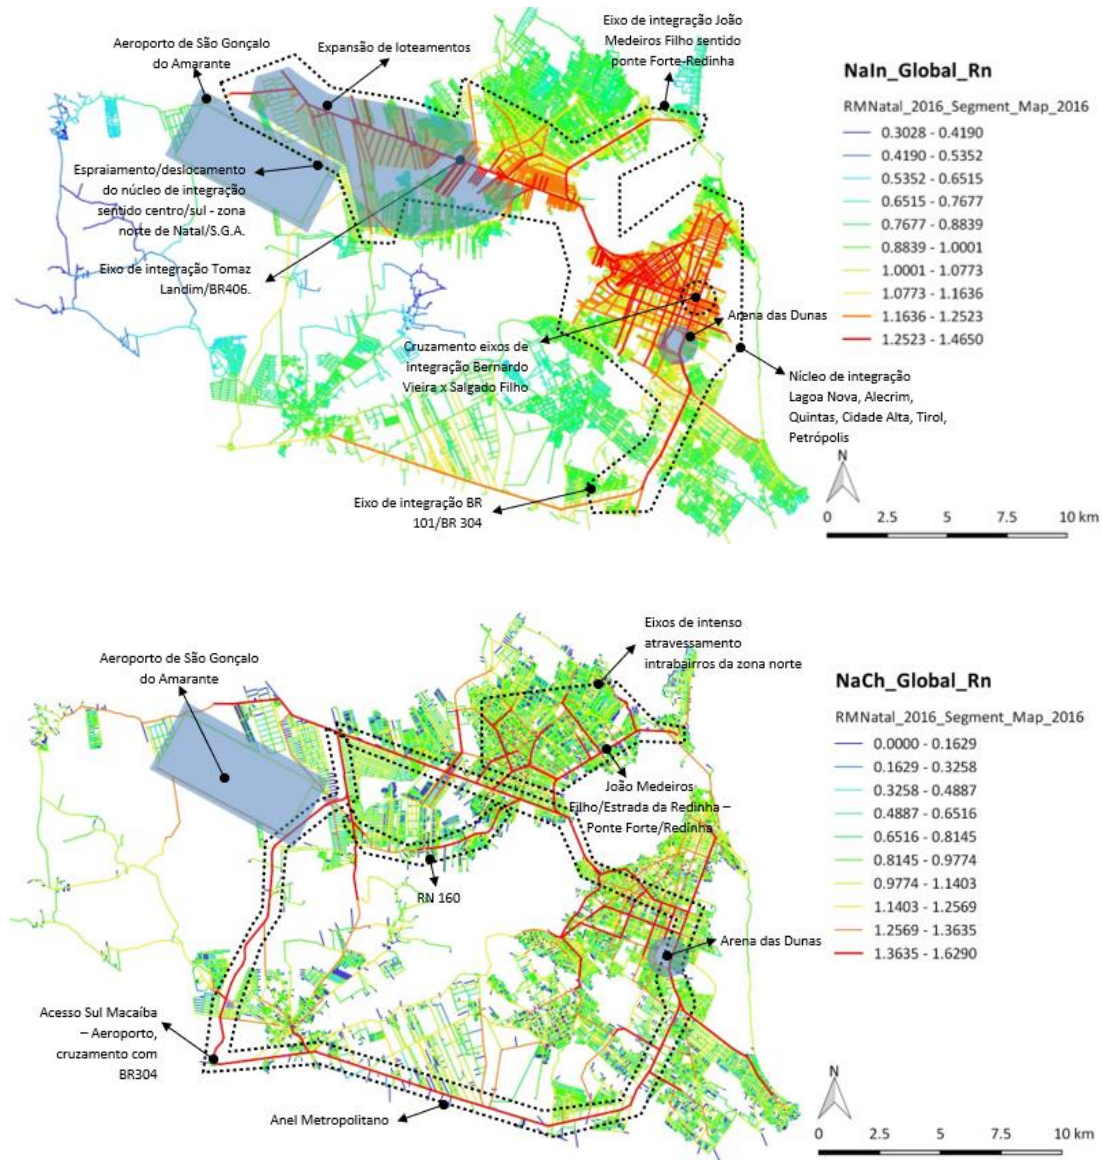 Aeroporto de São Gonçalo
do Amarante
Expansão de loteamentos
Eixo de integração João
Medeiros Filho sentido
ponte Forte-Redinha
Espraiamento/deslocamento
do núcleo de integração
sentido centro/sul - zona
norte de Natal/S.G.A.
Eixo de integração Tomaz
Landim/BR406.
Cruzamento eixos de
integração Bernardo
Vieira x Salgado Filho
Arena das Dunas
Núcleo de integração
Lagoa Nova, Alecrim,
Quintas, Cidade Alta, Tirol,
Petrópolis
Eixo de integração BR
101/BR 304
NaIn_Global_Rn
RMNatal_2016_Segment_Map_2016
0.3028 - 0.4190
0.4190 - 0.5352
0.5352 - 0.6515
0.6515 - 0.7677
0.7677 - 0.8839
0.8839 - 1.0001
1.0001 - 1.0773
1.0773 - 1.1636
1.1636 - 1.2523
1.2523 - 1.4650
N
0 2.5 5 7.5 10 km
Aeroporto de São Gonçalo
do Amarante
Eixos de intenso
atravessamento
intrabairros da zona norte
João Medeiros
Filho/Estrada da Redinha –
Ponte Forte/Redinha
RN 160
Arena das Dunas
Acesso Sul Macaíba
– Aeroporto,
cruzamento com
BR304
Anel Metropolitano
NaCh_Global_Rn
RMNatal_2016_Segment_Map_2016
0.0000 - 0.1629
0.1629 - 0.3258
0.3258 - 0.4887
0.4887 - 0.6516
0.6516 - 0.8145
0.8145 - 0.9774
0.9774 - 1.1403
1.1403 - 1.2569
1.2569 - 1.3635
1.3635 - 1.6290
N
0 2.5 5 7.5 10 km